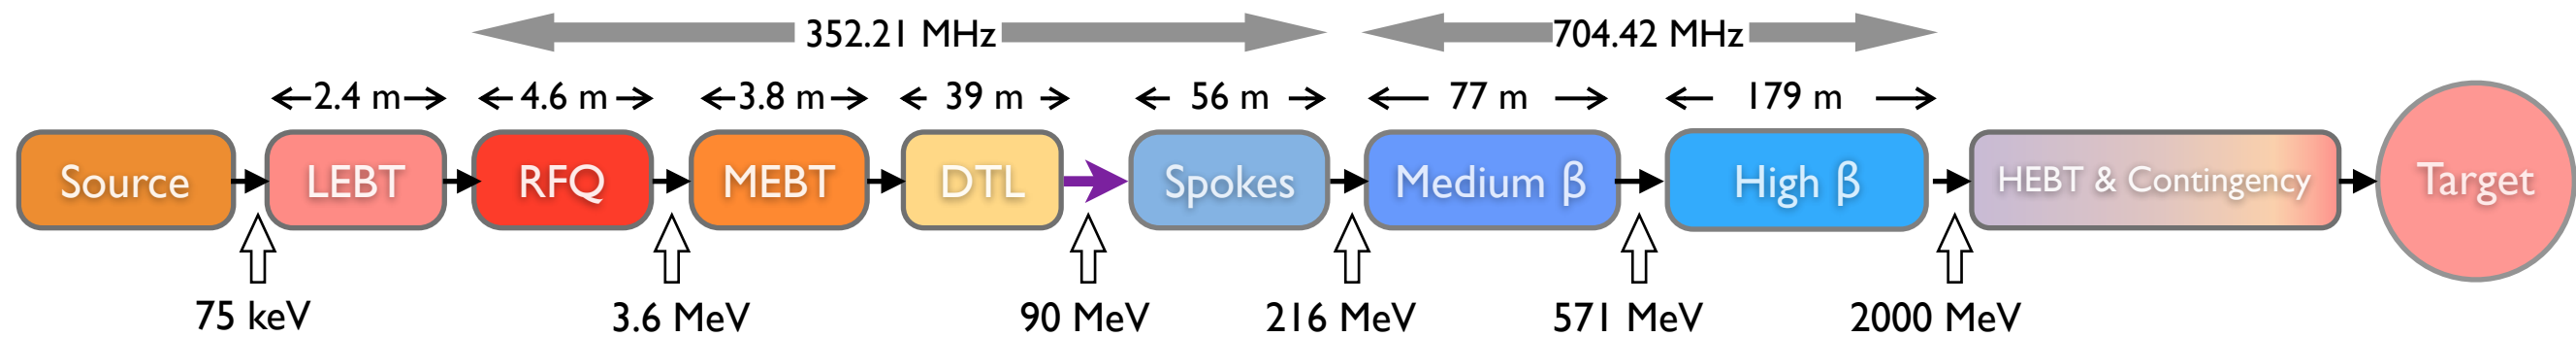 352.21 MHz 704.42 MHz
2.4 m 4.6 m 3.8 m 39 m 56 m 77 m 179 m
Source LEBT RFQ MEBT DTL Spokes Medium β High β HEBT & Contingency Target
75 keV 3.6 MeV 90 MeV 216 MeV 571 MeV 2000 MeV